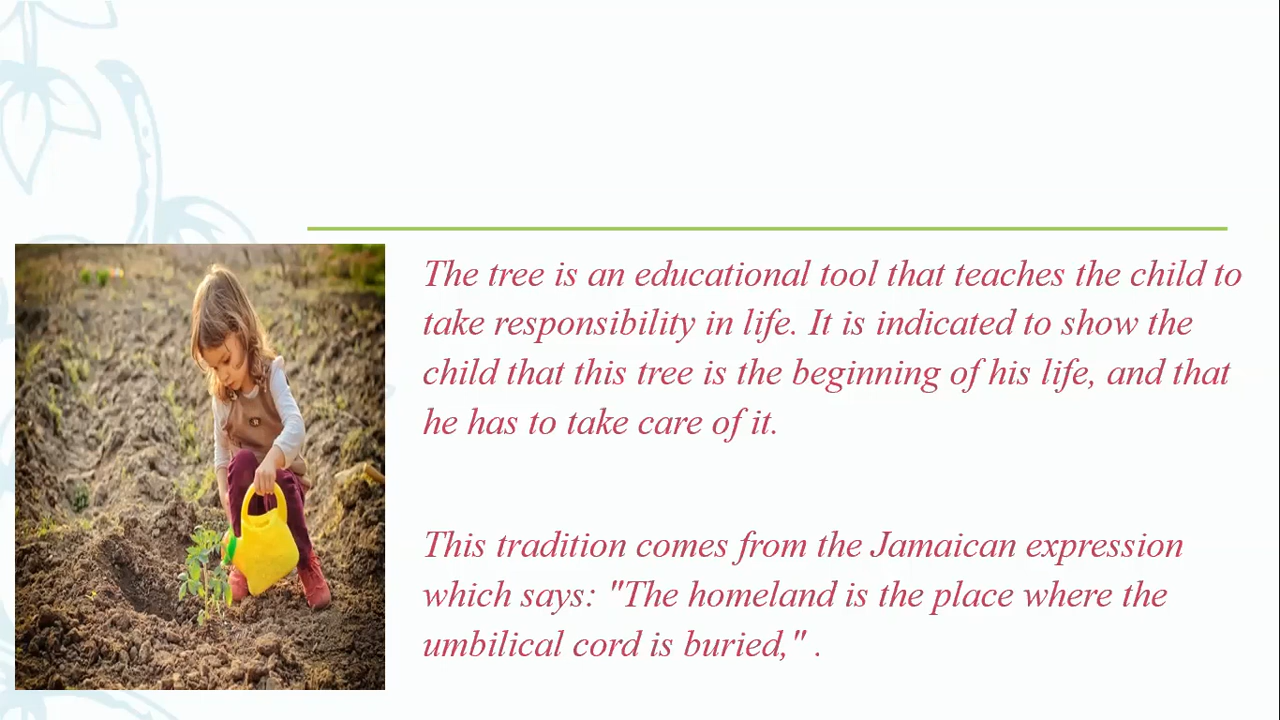 The tree is an educational tool that teaches the child to
take responsibility in life. It is indicated to show the
child that this tree is the beginning of his life, and that
he has to take care of it.
This tradition comes from the Jamaican expression
which says: "The homeland is the place where the
umbilical cord is buried," .